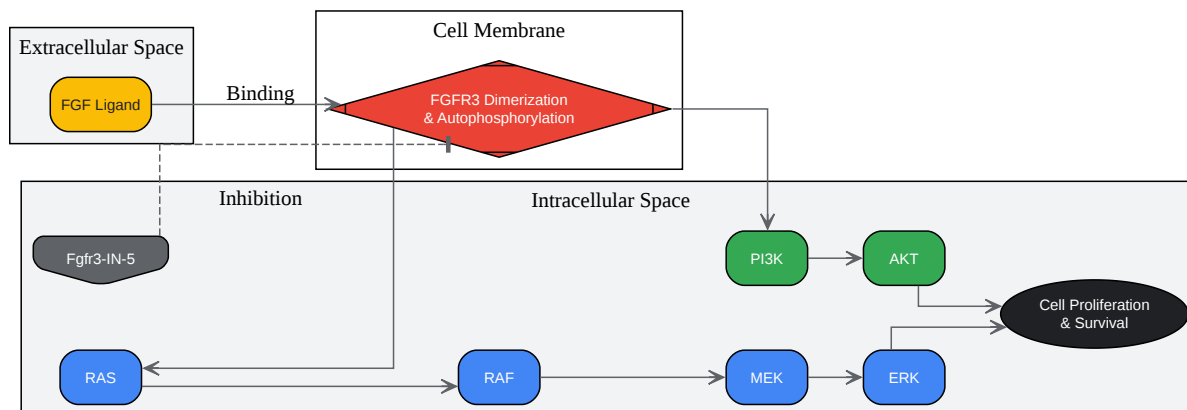 Extracellular Space
FGF Ligand
Binding
Cell Membrane
FGFR3 Dimerization
& Autophosphorylation
Inhibition
Intracellular Space
Fgfr3-IN-5
PI3K
AKT
Cell Proliferation
& Survival
RAS
RAF
MEK
ERK